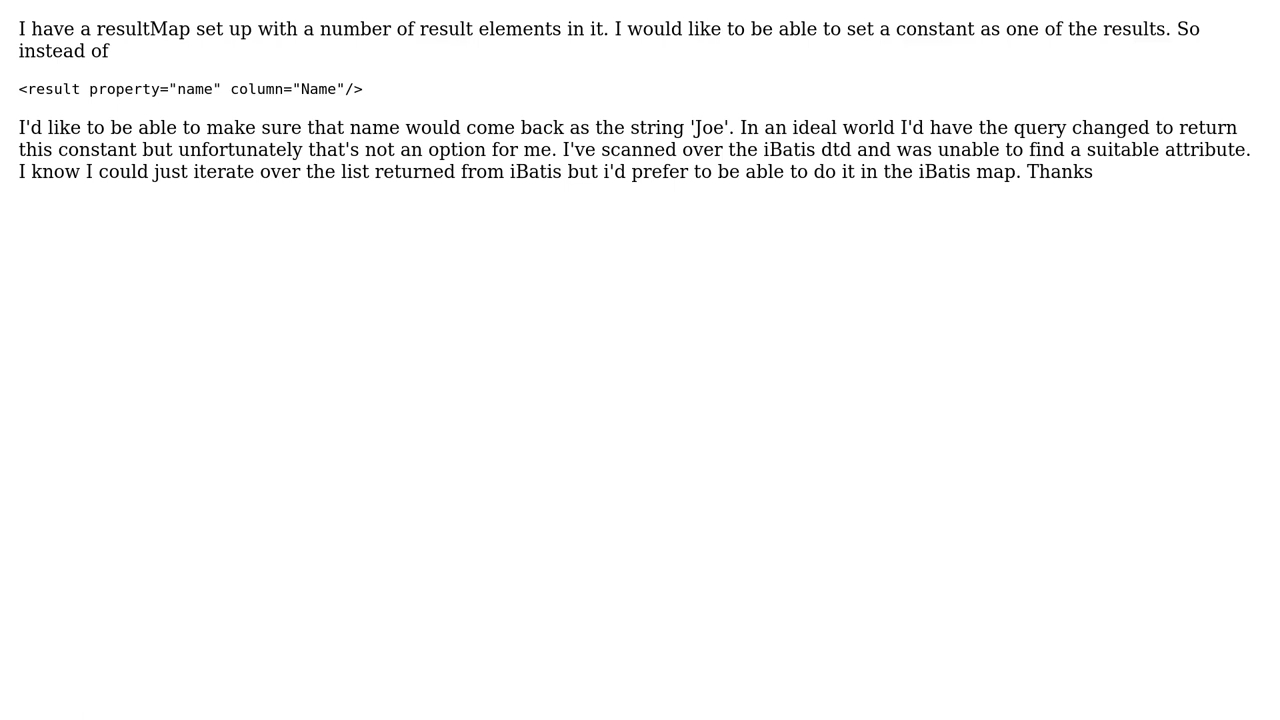 I have a resultMap set up with a number of result elements in it. I would like to be able to set a constant as one of the results. So
instead of
<result property="name" column="Name"/>
I'd like to be able to make sure that name would come back as the string 'Joe'. In an ideal world I'd have the query changed to return
this constant but unfortunately that's not an option for me. I've scanned over the iBatis dtd and was unable to find a suitable attribute.
I know I could just iterate over the list returned from iBatis but i'd prefer to be able to do it in the iBatis map. Thanks